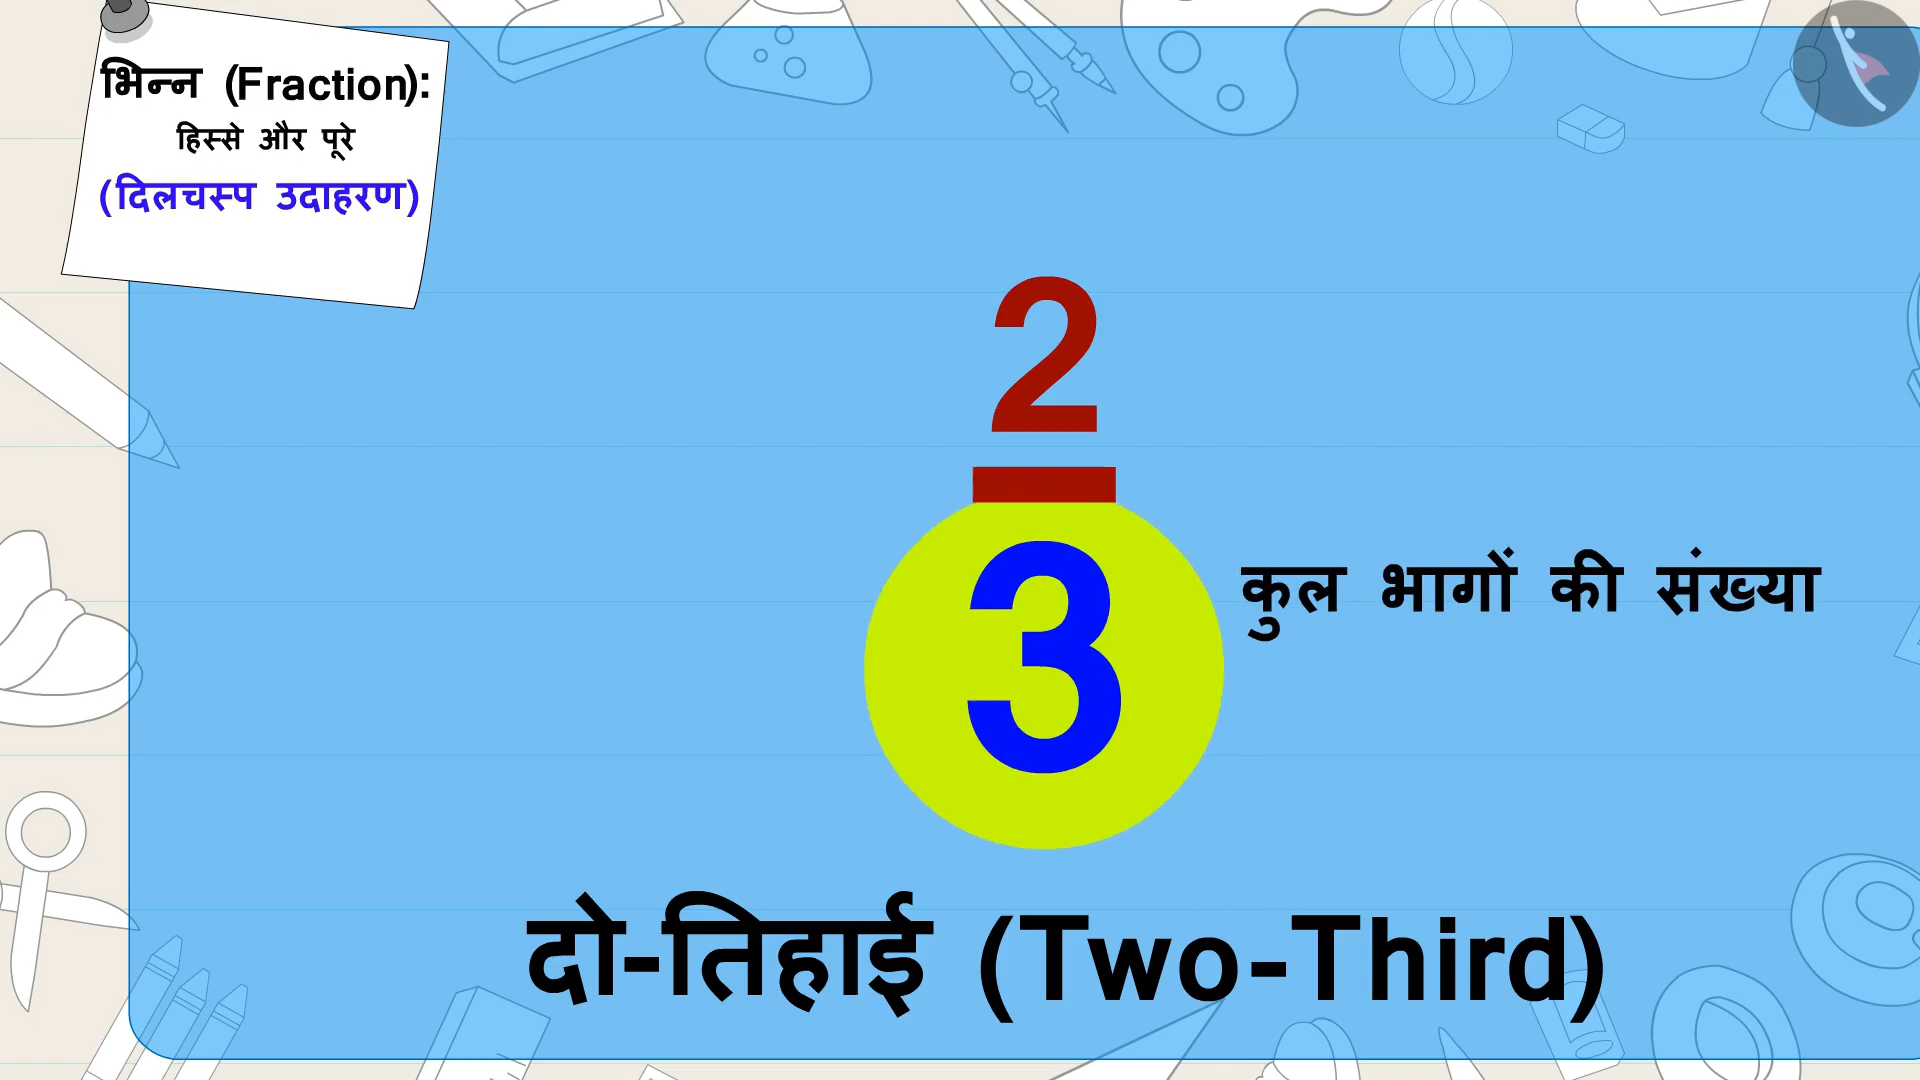 भिन्न (Fraction):
हिस्से और पूरे
(दिलचस्प उदाहरण)
2
3
कुल भागों की संख्या
दो-तिहाई (Two-Third)